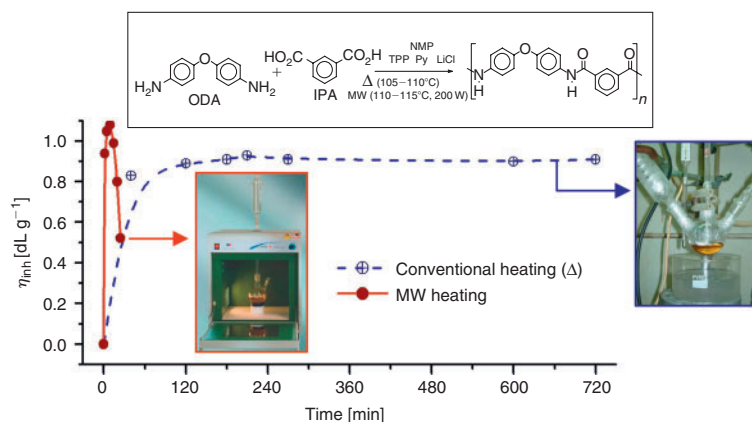 NMP
TPP Py LiCl
Δ (105–110°C)
MW (110–115°C, 200 W)
H₂N
O
NH₂
ODA
+
HO₂C
CO₂H
IPA
N
H
O
NH
O
O
n
1.0
0.8
0.6
0.4
0.2
0.0
ηinh [dL g⁻¹]
Conventional heating (Δ)
MW heating
0 120 240 360 480 600 720
Time [min]